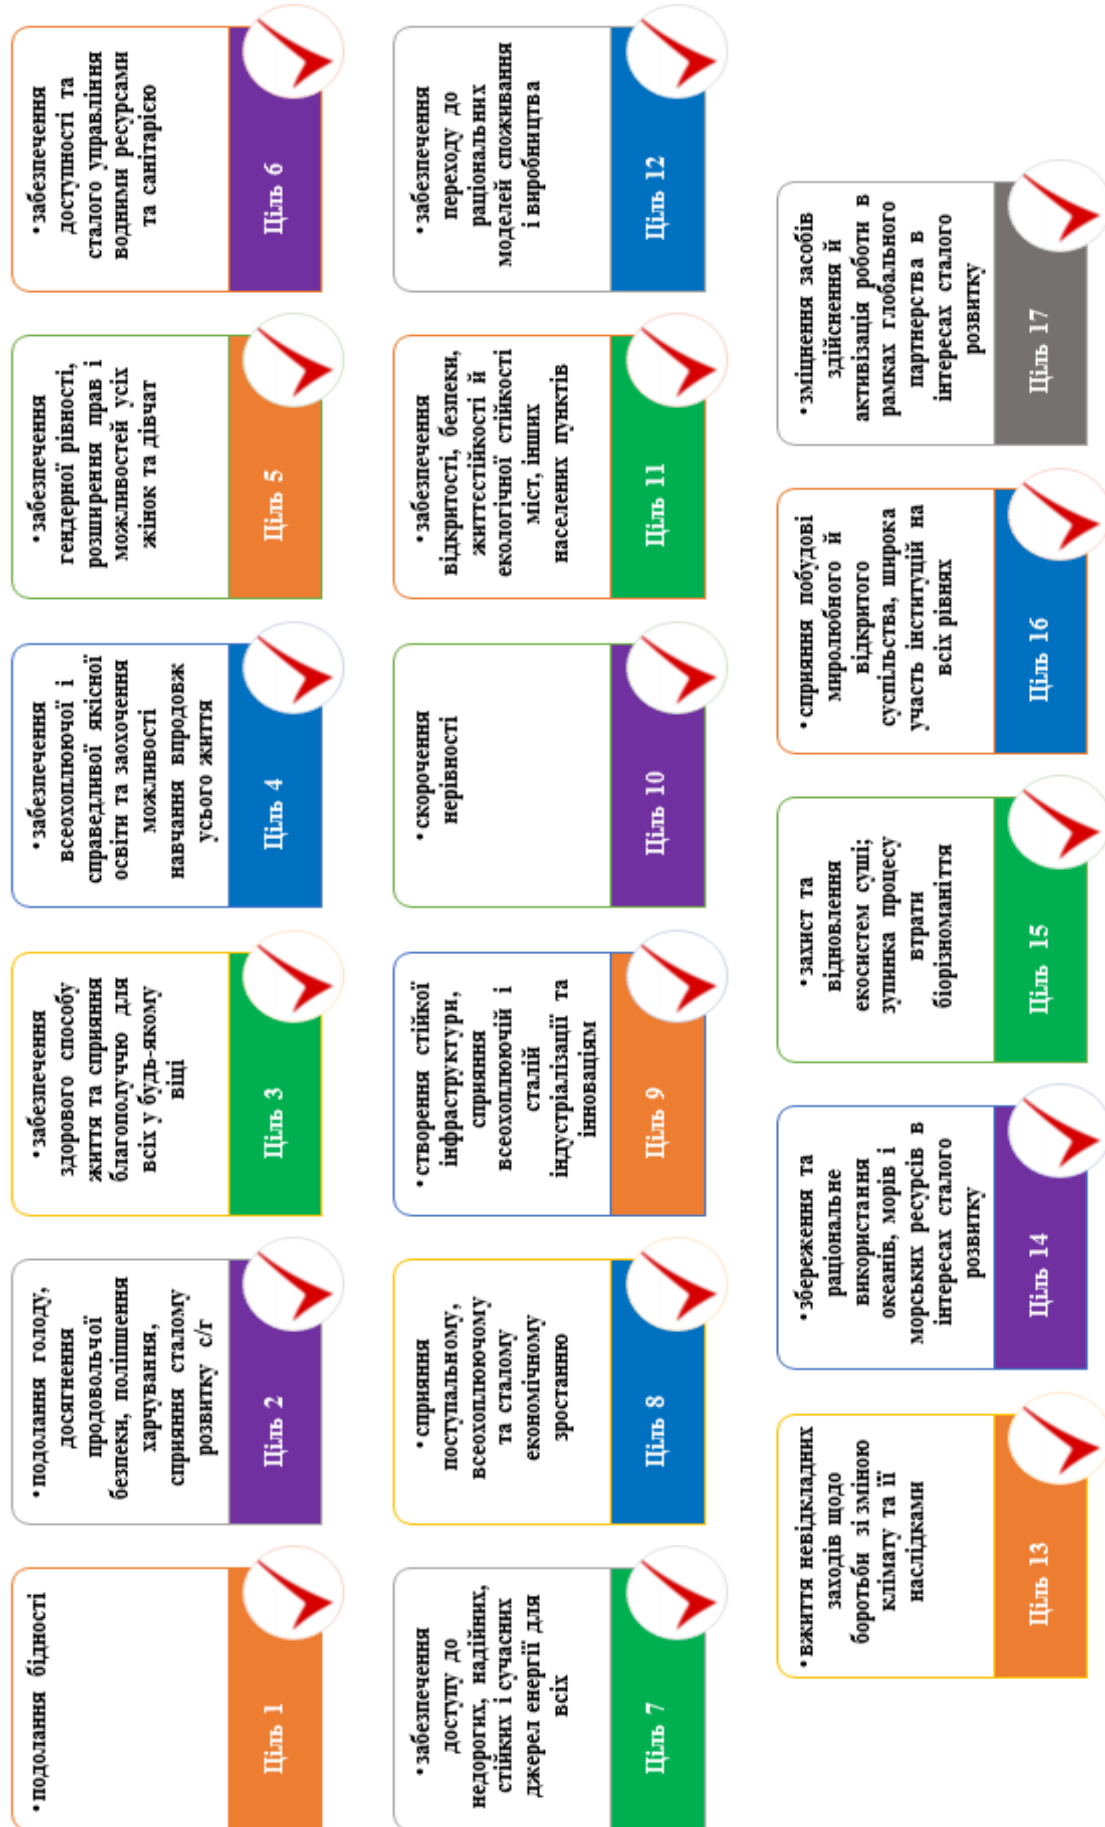 •подолання бідності
Ціль 1
•подолання голоду,
досягнення
продовольчої
безпеки, поліпшення
харчування,
сприяння сталому
розвитку с/г
Ціль 2
•забезпечення
здорового способу
життя та сприяння
благополуччю для
всіх у будь-якому
віці
Ціль 3
•забезпечення
всеохоплюючої і
справедливої якісної
освіти та заохочення
можливості
навчання впродовж
усього життя
Ціль 4
•забезпечення
гендерної рівності,
розширення прав і
можливостей усіх
жінок та дівчат
Ціль 5
•забезпечення
доступності та
сталого управління
водними ресурсами
та санітарією
Ціль 6
•забезпечення
доступу до
недорогих, надійних,
стійких і сучасних
джерел енергії для
всіх
Ціль 7
•сприяння
поступальному,
всеохоплюючому
та сталому
економічному
зростанню
Ціль 8
•створення стійкої
інфраструктури,
сприяння
всеохоплюючій і
сталій
індустріалізації та
інноваціям
Ціль 9
•скорочення
нерівності
Ціль 10
•забезпечення
відкритості, безпеки,
життєстійкості й
екологічної стійкості
міст, інших
населених пунктів
Ціль 11
•забезпечення
переходу до
раціональних
моделей споживання
і виробництва
Ціль 12
•вжиття невідкладних
заходів щодо
боротьби зі зміною
клімату та її
наслідками
Ціль 13
•збереження та
раціональне
використання
океанів, морів і
морських ресурсів в
інтересах сталого
розвитку
Ціль 14
•захист та
відновлення
екосистем суші;
зупинка процесу
втрати
біорізноманіття
Ціль 15
•сприяння побудові
миролюбного й
відкритого
суспільства, широка
участь інституцій на
всіх рівнях
Ціль 16
•зміцнення засобів
здійснення й
активізація роботи в
рамках глобального
партнерства в
інтересах сталого
розвитку
Ціль 17